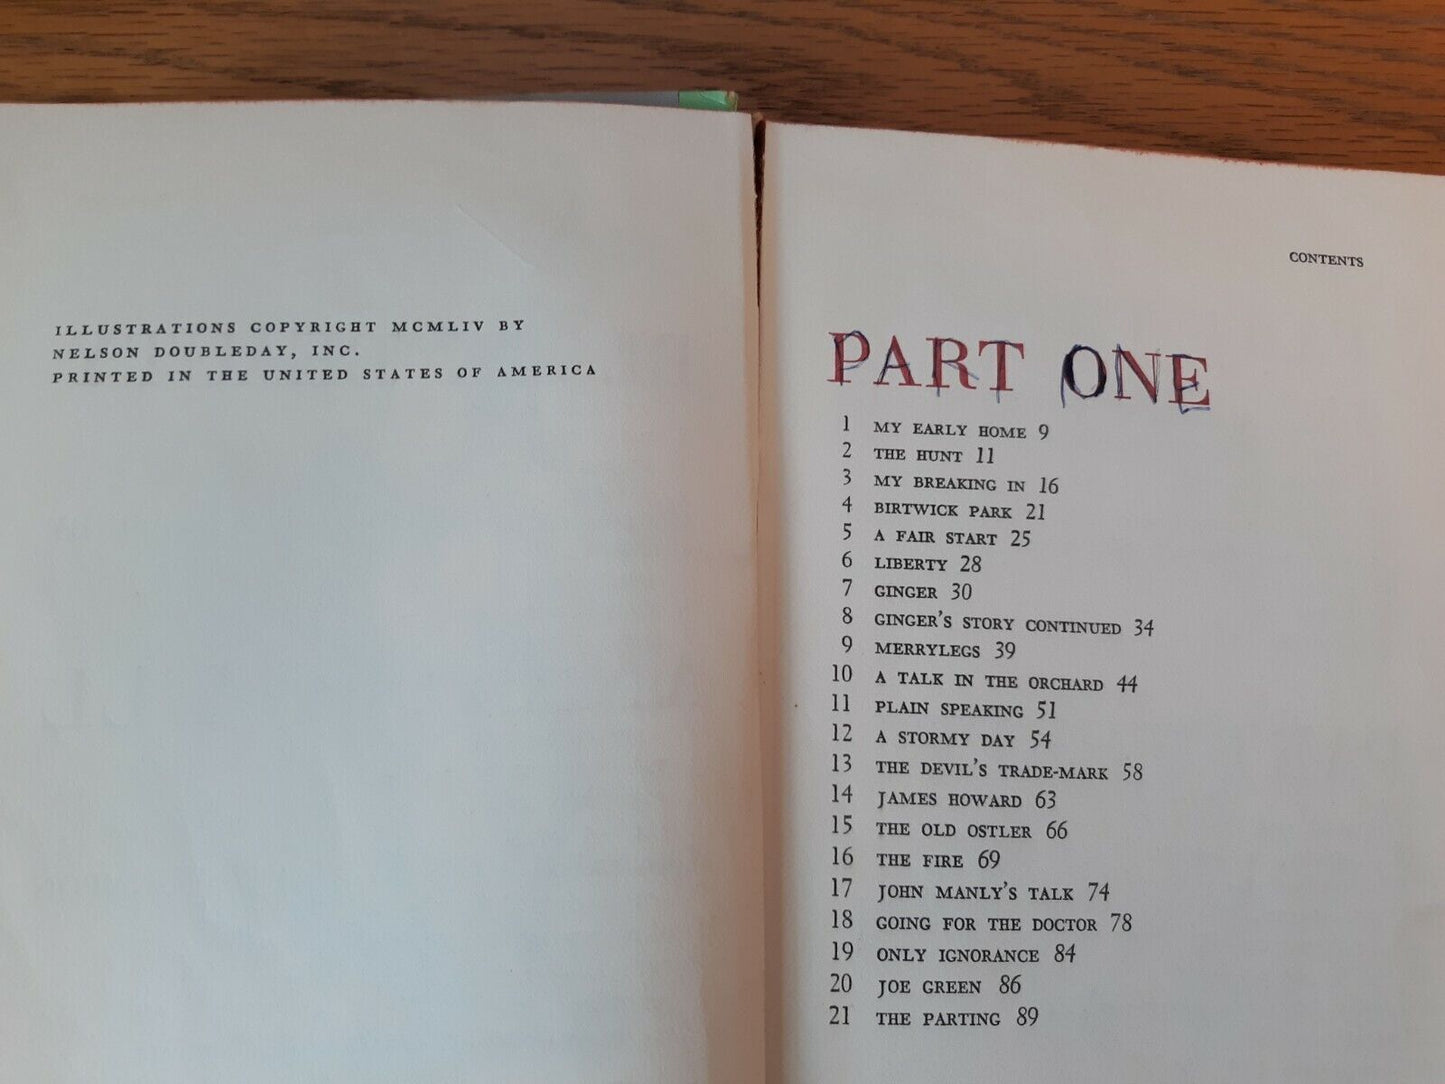 ILLUSTRATIONS COPYRIGHT MCMLIV BY
NELSON DOUBLEDAY, INC.
PRINTED IN THE UNITED STATES OF AMERICA
CONTENTS
PART ONE
1 MY EARLY HOME 9
2 THE HUNT 11
3 MY BREAKING IN 16
4 BIRTWICK PARK 21
5 A FAIR START 25
6 LIBERTY 28
7 GINGER 30
8 GINGER'S STORY CONTINUED 34
9 MERRYLEGS 39
10 A TALK IN THE ORCHARD 44
11 PLAIN SPEAKING 51
12 A STORMY DAY 54
13 THE DEVIL'S TRADE-MARK 58
14 JAMES HOWARD 63
15 THE OLD OSTLER 66
16 THE FIRE 69
17 JOHN MANLY'S TALK 74
18 GOING FOR THE DOCTOR 78
19 ONLY IGNORANCE 84
20 JOE GREEN 86
21 THE PARTING 89